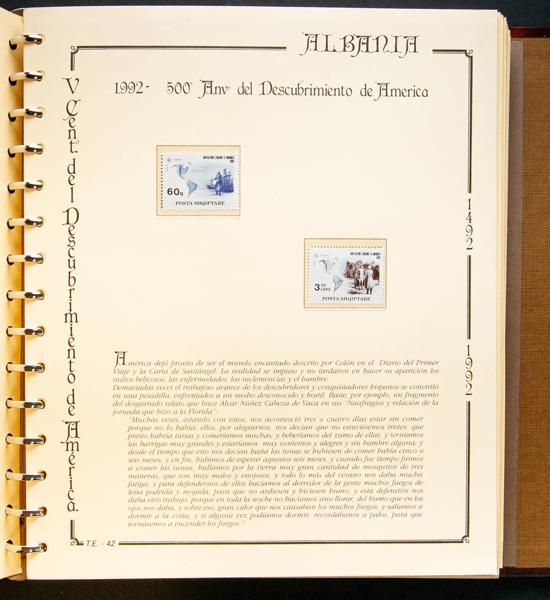 ALBANIA
1.992 - 500º Anvº del Descubrimiento de America
V Centº. del Descubrimiento de América.
60 q
POSTA SHQIPTARE
3.20 LEKE
POSTA SHQIPTARE
1492
1992
América dejó pronto de ser el mundo encantado descrito por Colón en el Diario del Primer
Viaje y la Carta de Santángel. La realidad se impuso y no tardaron en hacer su aparición los
indios belicosos, las enfermedades, las inclemencias y el hambre.
Demasiadas veces el trabajoso avance de los descubridores y conquistadores hispanos se convirtió
en una pesadilla, enfrentados a un medio desconocido y hostil. Baste, por ejemplo, un fragmento
del desgarrado relato que hace Alvar Núñez Cabeza de Vaca en sus "Naufragios y relación de la
jornada que hizo a la Florida":
"Muchas veses, estando con estos, nos acontesció tres o cuatro días estar sin comer
porque no lo había; ellos, por alegrarnos, nos decían que no estuviésemos tristes; que
presto habría tunas y comeríamos muchas, y beberíamos del zumo de ellas, y terníamos
las barrigas muy grandes y estaríamos muy contentos y alegres y sin hambre alguna; y
desde el tiempo que esto nos decían hasta las tunas se hubiesen de comer había cinco o
seis meses, y en fin, hubimos de esperar aquestos seis meses, y cuando fue tiempo fuimos
a comer las tunas, hallamos por la tierra muy gran cantidad de mosquitos de tres
maneras, que son muy malos y enojosos, y todo lo más del verano nos daba mucha
fatiga; y para defendernos de ellos hacíamos al derredor de la gente muchos fuegos de
leña podrida y mojada, para que no ardiesen y hiciesen humo; y esta defensión nos
daba otro trabajo, porque en toda la noche no hacíamos sino llorar, del humo que en los
ojos nos daba, y sobre eso, gran calor que nos causaban los muchos fuegos, y salíamos a
dormir a la costa; y si alguna vez podíamos dormir, recordábamos a palos, para que
tornásemos a encender los fuegos."
T.E. - 42